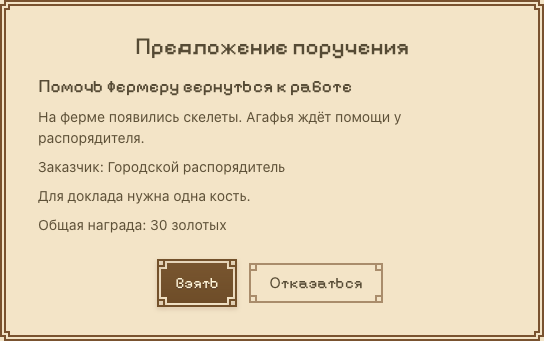 Предложение поручения
Помочь фермеру вернуться к работе
На ферме появились скелеты. Агафья ждёт помощи у
распорядителя.
Заказчик: Городской распорядитель
Для доклада нужна одна кость.
Общая награда: 30 золотых
Взять
Отказаться